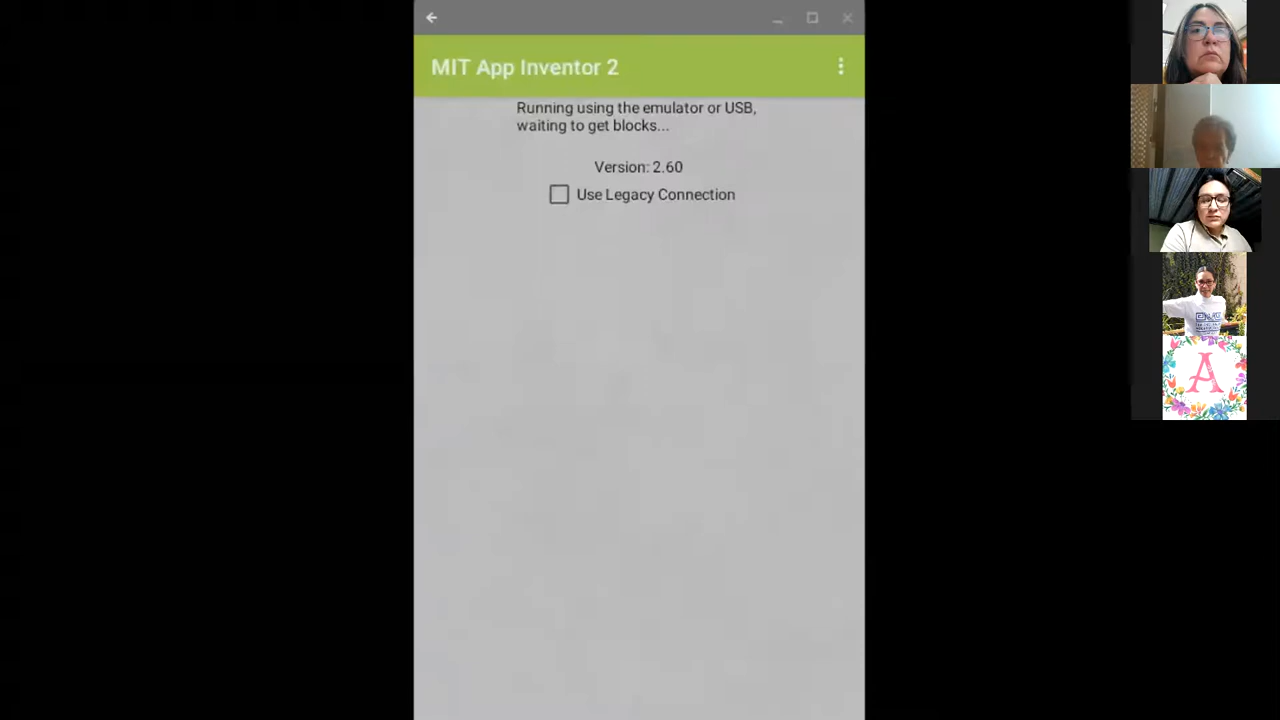 MIT App Inventor 2
Running using the emulator or USB,
waiting to get blocks...
Version: 2.60
Use Legacy Connection
A